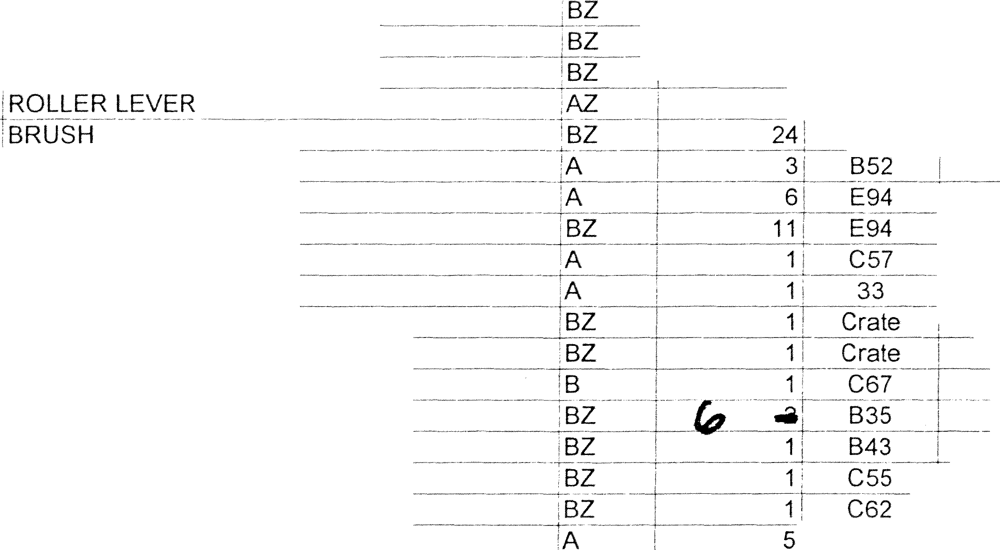 BZ
BZ
BZ
ROLLER LEVER AZ
BRUSH BZ 24
A 3 B52
A 6 E94
BZ 11 E94
A 1 C57
A 1 33
BZ 1 Crate
BZ 1 Crate
B 1 C67
BZ 6 B35
BZ 1 B43
BZ 1 C55
BZ 1 C62
A 5